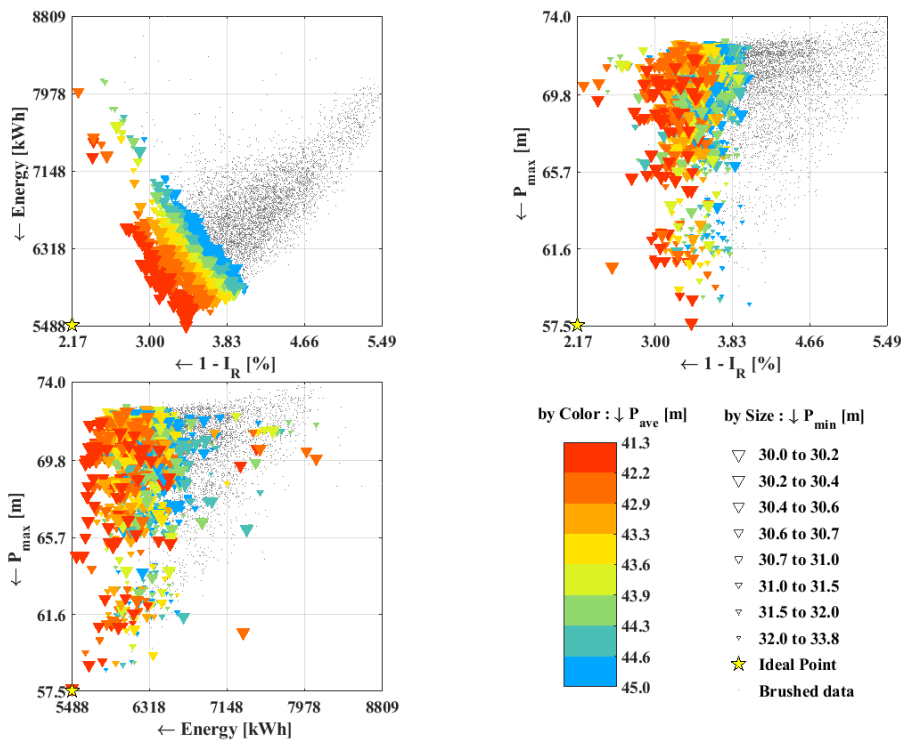 8809
7978
7148
6318
5488
← Energy [kWh]
2.17 3.00 3.83 4.66 5.49
← 1 - I_R [%]
74.0
69.8
65.7
61.6
57.5
← P_max [m]
2.17 3.00 3.83 4.66 5.49
← 1 - I_R [%]
74.0
69.8
65.7
61.6
57.5
← P_max [m]
5488 6318 7148 7978 8809
← Energy [kWh]
by Color : ↓ P_ave [m]
41.3
42.2
42.9
43.3
43.6
43.9
44.3
44.6
45.0
by Size : ↓ P_min [m]
30.0 to 30.2
30.2 to 30.4
30.4 to 30.6
30.6 to 30.7
30.7 to 31.0
31.0 to 31.5
31.5 to 32.0
32.0 to 33.8
Ideal Point
Brushed data